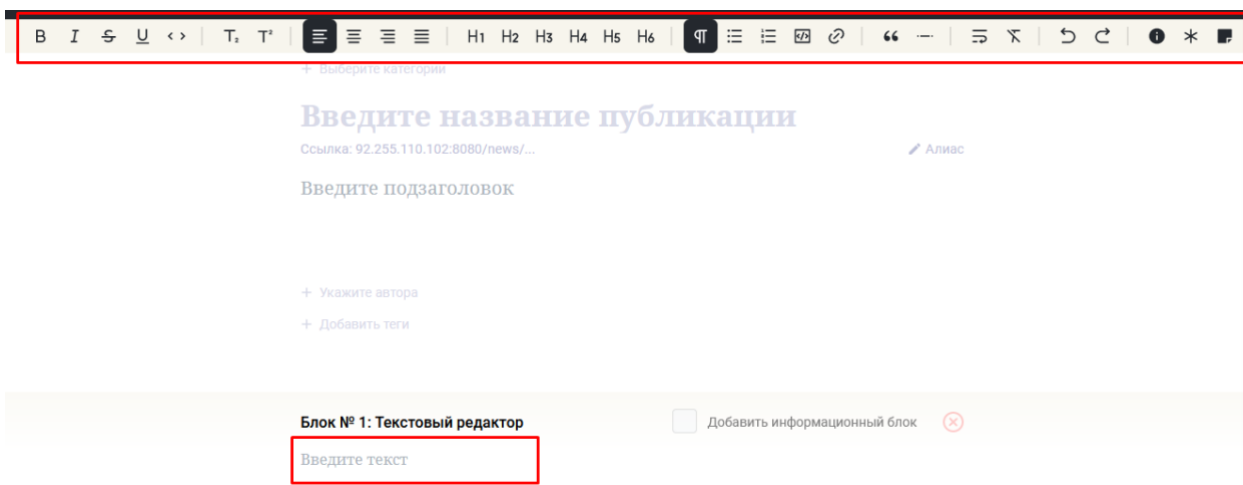 B I S U < > T₂ T² H1 H2 H3 H4 H5 H6
+ Выберите категории
Введите название публикации
Ссылка: 92.255.110.102:8080/news/...
Алиас
Введите подзаголовок
+ Укажите автора
+ Добавить теги
Блок № 1: Текстовый редактор
Добавить информационный блок
Введите текст